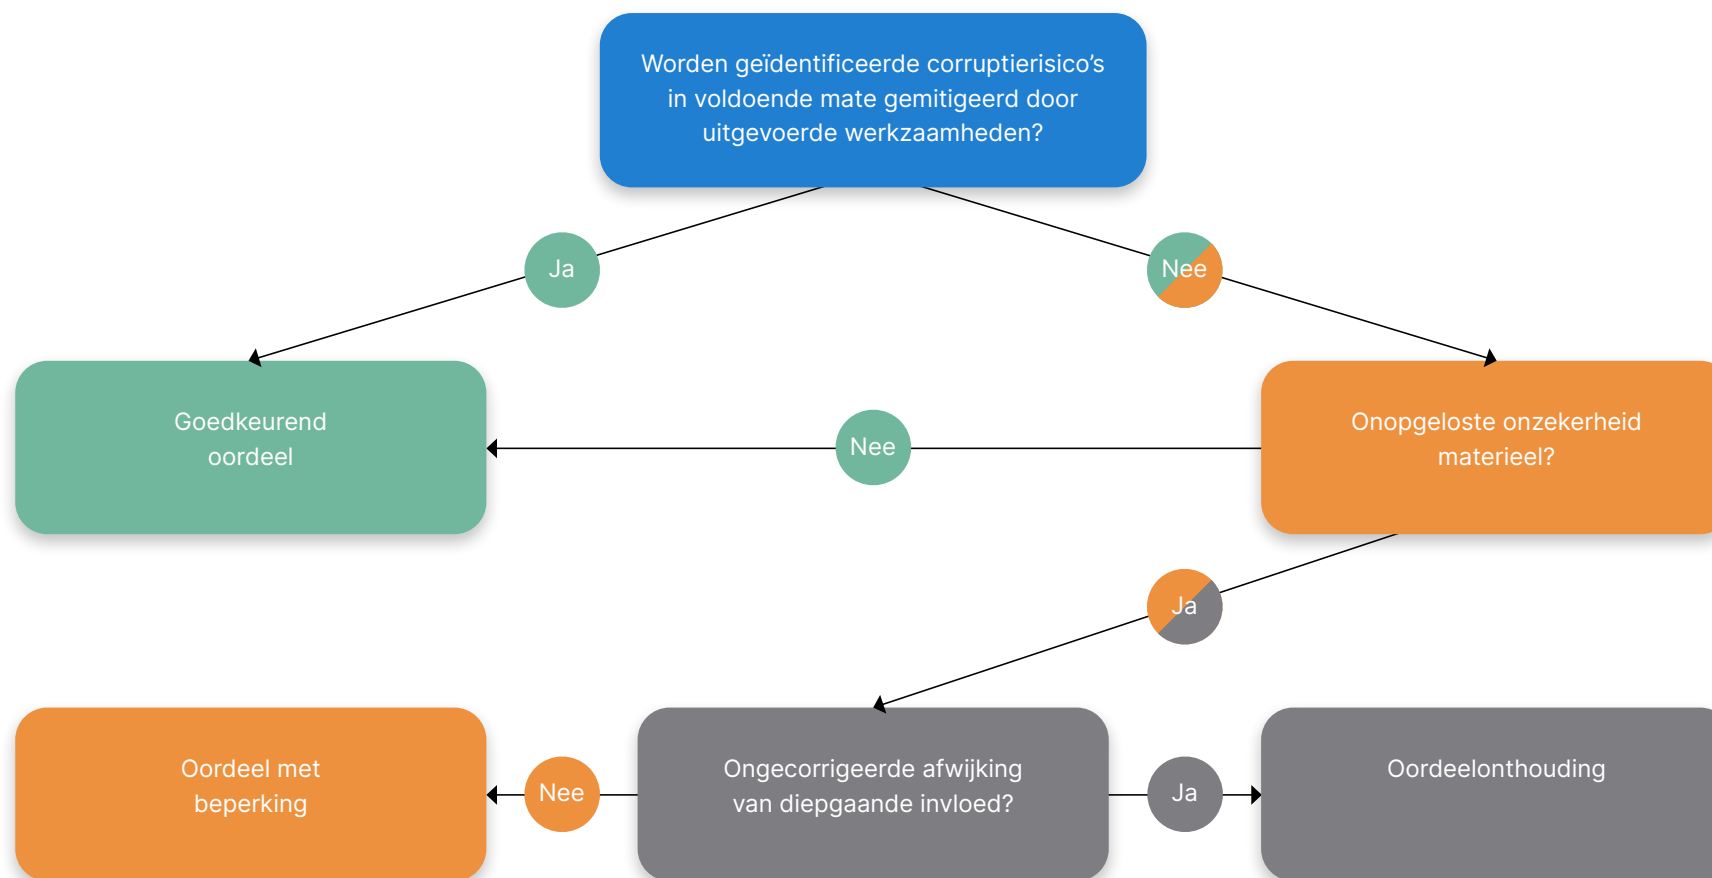 Worden geïdentificeerde corruptierisico’s
in voldoende mate gemitigeerd door
uitgevoerde werkzaamheden?
Ja
Nee
Goedkeurend
oordeel
Nee
Onopgeloste onzekerheid
materieel?
Ja
Oordeel met
beperking
Nee
Ongecorrigeerde afwijking
van diepgaande invloed?
Ja
Oordeelonthouding